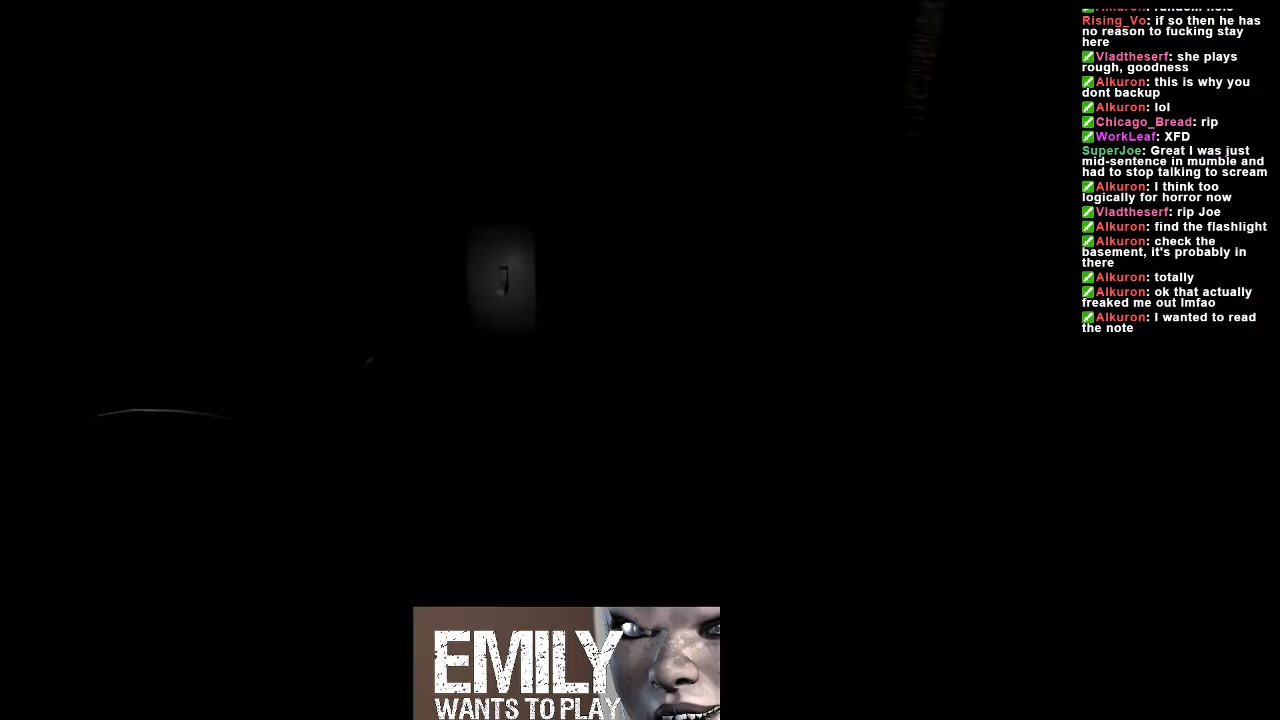 Rising_Vo: if so then he has
no reason to fucking stay
here
Vladtheserf: she plays
rough, goodness
Alkuron: this is why you
dont backup
Alkuron: lol
Chicago_Bread: rip
WorkLeaf: XFD
SuperJoe: Great I was just
mid-sentence in mumble and
had to stop talking to scream
Alkuron: I think too
logically for horror now
Vladtheserf: rip Joe
Alkuron: find the flashlight
Alkuron: check the
basement, it's probably in
there
Alkuron: totally
Alkuron: ok that actually
freaked me out lmfao
Alkuron: I wanted to read
the note
EMILY
WANTS TO PLAY